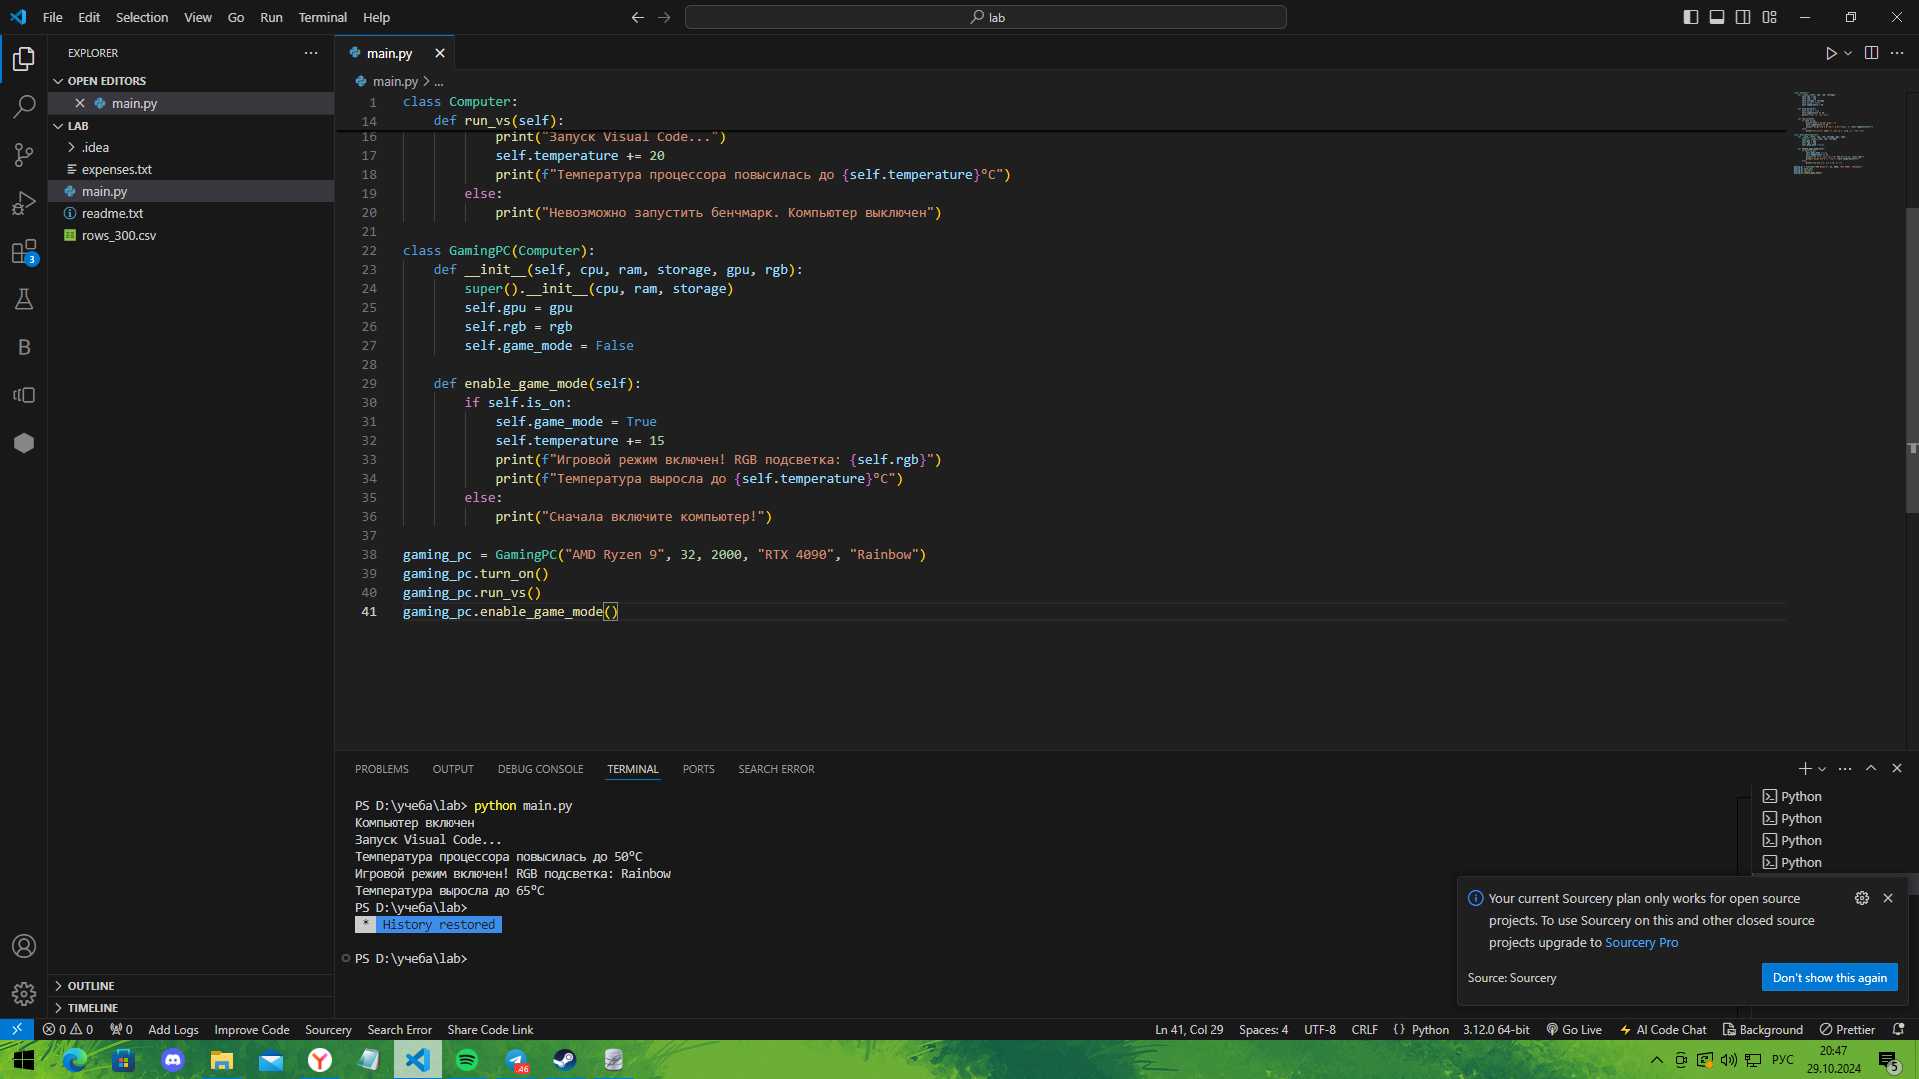 File Edit Selection View Go Run Terminal Help
lab
EXPLORER
OPEN EDITORS
main.py
LAB
.idea
expenses.txt
main.py
readme.txt
rows_300.csv
OUTLINE
TIMELINE
3
B
main.py
main.py > ...
1 class Computer:
14 def run_vs(self):
16 print("Запуск Visual Code...")
17 self.temperature += 20
18 print(f"Температура процессора повысилась до {self.temperature}°C")
19 else:
20 print("Невозможно запустить бенчмарк. Компьютер выключен")
21
22 class GamingPC(Computer):
23 def __init__(self, cpu, ram, storage, gpu, rgb):
24 super().__init__(cpu, ram, storage)
25 self.gpu = gpu
26 self.rgb = rgb
27 self.game_mode = False
28
29 def enable_game_mode(self):
30 if self.is_on:
31 self.game_mode = True
32 self.temperature += 15
33 print(f"Игровой режим включен! RGB подсветка: {self.rgb}")
34 print(f"Температура выросла до {self.temperature}°C")
35 else:
36 print("Сначала включите компьютер!")
37
38 gaming_pc = GamingPC("AMD Ryzen 9", 32, 2000, "RTX 4090", "Rainbow")
39 gaming_pc.turn_on()
40 gaming_pc.run_vs()
41 gaming_pc.enable_game_mode()
PROBLEMS OUTPUT DEBUG CONSOLE TERMINAL PORTS SEARCH ERROR
PS D:\учеба\lab> python main.py
Компьютер включен
Запуск Visual Code...
Температура процессора повысилась до 50°C
Игровой режим включен! RGB подсветка: Rainbow
Температура выросла до 65°C
PS D:\учеба\lab>
* History restored
PS D:\учеба\lab>
Python
Python
Python
Python
Your current Sourcery plan only works for open source
projects. To use Sourcery on this and other closed source
projects upgrade to Sourcery Pro
Source: Sourcery
Don't show this again
0 0 0 Add Logs Improve Code Sourcery Search Error Share Code Link
Ln 41, Col 29 Spaces: 4 UTF-8 CRLF {} Python 3.12.0 64-bit Go Live AI Code Chat Background Prettier
46
РУС
20:47
29.10.2024
5